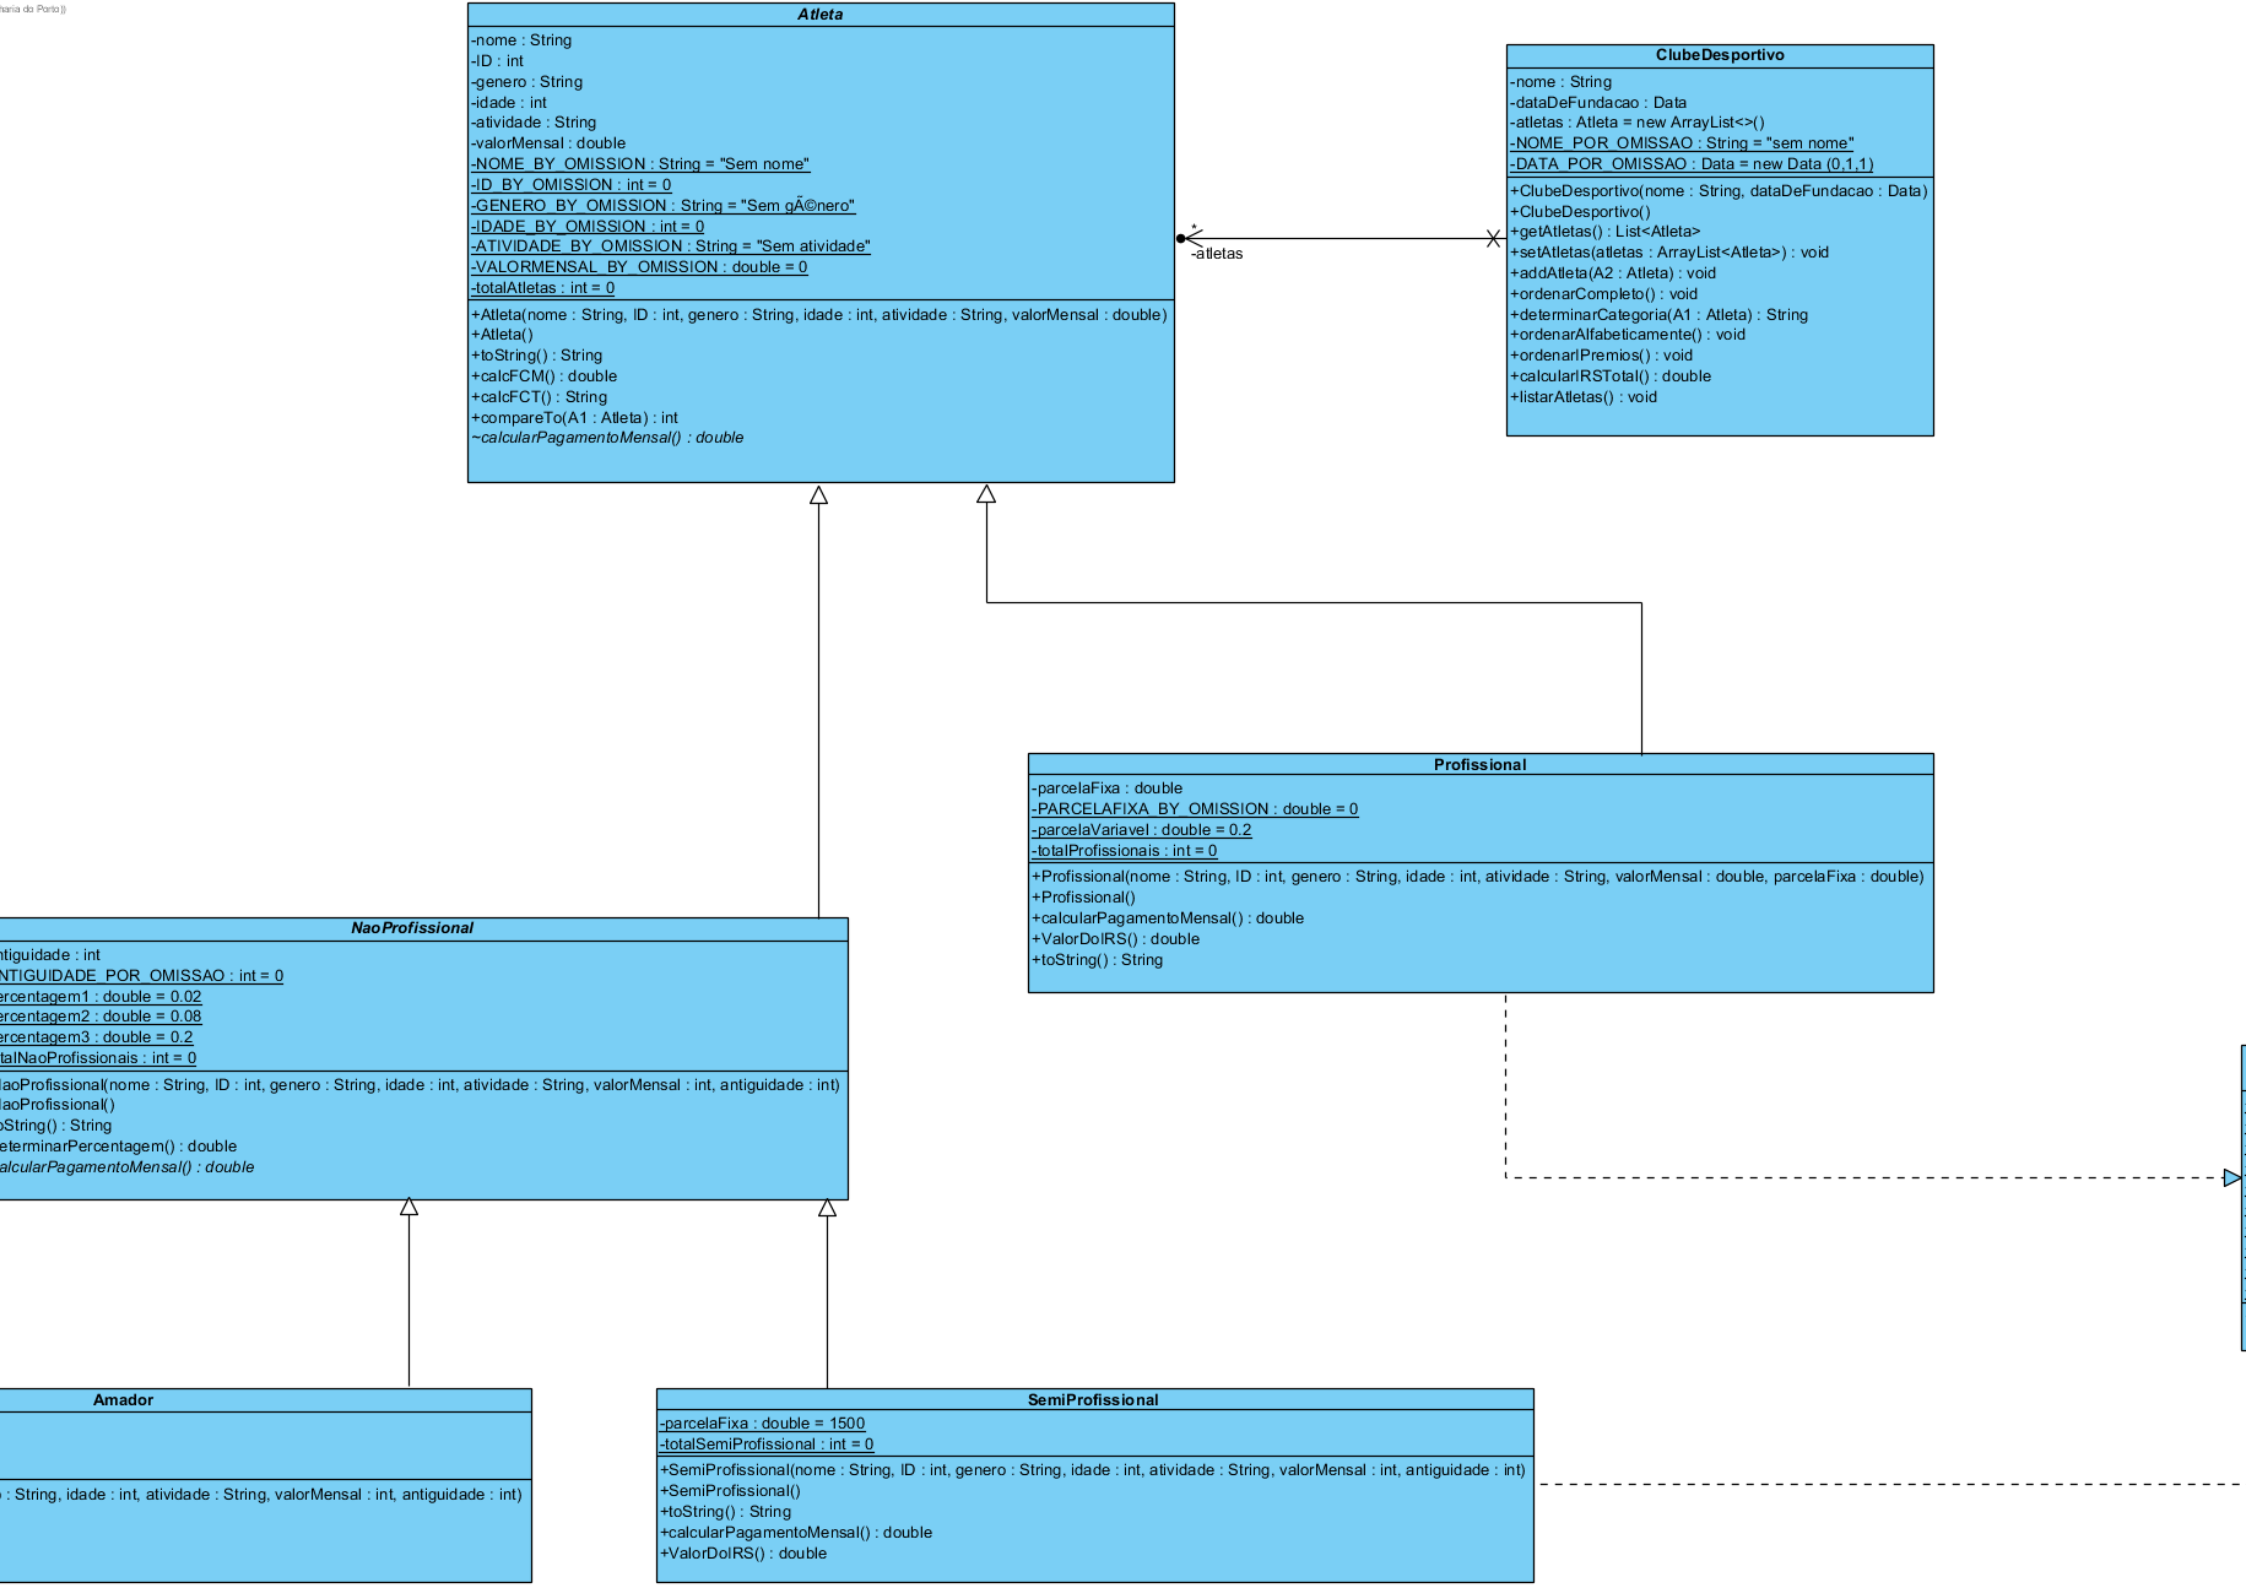 haria do Porto))
Atleta
-nome : String
-ID : int
-genero : String
-idade : int
-atividade : String
-valorMensal : double
-NOME_BY_OMISSION : String = "Sem nome"
-ID_BY_OMISSION : int = 0
-GENERO_BY_OMISSION : String = "Sem gÃ©nero"
-IDADE_BY_OMISSION : int = 0
-ATIVIDADE_BY_OMISSION : String = "Sem atividade"
-VALORMENSAL_BY_OMISSION : double = 0
-totalAtletas : int = 0
+Atleta(nome : String, ID : int, genero : String, idade : int, atividade : String, valorMensal : double)
+Atleta()
+toString() : String
+calcFCM() : double
+calcFCT() : String
+compareTo(A1 : Atleta) : int
~calcularPagamentoMensal() : double
*
-atletas
ClubeDesportivo
-nome : String
-dataDeFundacao : Data
-atletas : Atleta = new ArrayList<>()
-NOME_POR_OMISSAO : String = "sem nome"
-DATA_POR_OMISSAO : Data = new Data (0,1,1)
+ClubeDesportivo(nome : String, dataDeFundacao : Data)
+ClubeDesportivo()
+getAtletas() : List<Atleta>
+setAtletas(atletas : ArrayList<Atleta>) : void
+addAtleta(A2 : Atleta) : void
+ordenarCompleto() : void
+determinarCategoria(A1 : Atleta) : String
+ordenarAlfabeticamente() : void
+ordenarIPremios() : void
+calcularIRSTotal() : double
+listarAtletas() : void
Profissional
-parcelaFixa : double
-PARCELAFIXA_BY_OMISSION : double = 0
-parcelaVariavel : double = 0.2
-totalProfissionais : int = 0
+Profissional(nome : String, ID : int, genero : String, idade : int, atividade : String, valorMensal : double, parcelaFixa : double)
+Profissional()
+calcularPagamentoMensal() : double
+ValorDoIRS() : double
+toString() : String
NaoProfissional
ntiguidade : int
NTIGUIDADE_POR_OMISSAO : int = 0
ercentagem1 : double = 0.02
ercentagem2 : double = 0.08
ercentagem3 : double = 0.2
talNaoProfissionais : int = 0
aoProfissional(nome : String, ID : int, genero : String, idade : int, atividade : String, valorMensal : int, antiguidade : int)
aoProfissional()
oString() : String
eterminarPercentagem() : double
alcularPagamentoMensal() : double
Amador
: String, idade : int, atividade : String, valorMensal : int, antiguidade : int)
SemiProfissional
-parcelaFixa : double = 1500
-totalSemiProfissional : int = 0
+SemiProfissional(nome : String, ID : int, genero : String, idade : int, atividade : String, valorMensal : int, antiguidade : int)
+SemiProfissional()
+toString() : String
+calcularPagamentoMensal() : double
+ValorDoIRS() : double